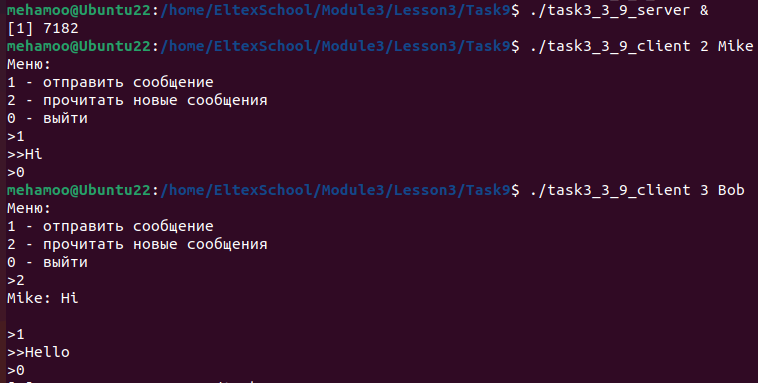 mehamoo@Ubuntu22:/home/EltexSchool/Module3/Lesson3/Task9$ ./task3_3_9_server &
[1] 7182
mehamoo@Ubuntu22:/home/EltexSchool/Module3/Lesson3/Task9$ ./task3_3_9_client 2 Mike
Меню:
1 - отправить сообщение
2 - прочитать новые сообщения
0 - выйти
>1
>>Hi
>0
mehamoo@Ubuntu22:/home/EltexSchool/Module3/Lesson3/Task9$ ./task3_3_9_client 3 Bob
Меню:
1 - отправить сообщение
2 - прочитать новые сообщения
0 - выйти
>2
Mike: Hi
>1
>>Hello
>0